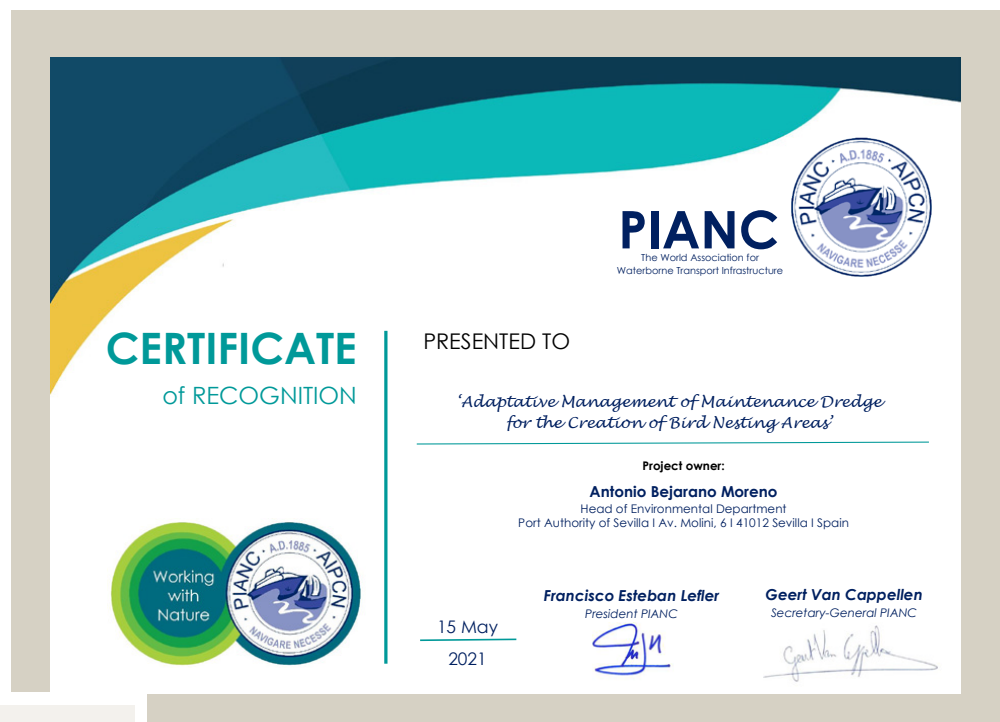 PIANC · A.D.1885 · AIPCN
· NAVIGARE NECESSE ·
PIANC
The World Association for
Waterborne Transport Infrastructure
CERTIFICATE
of RECOGNITION
PRESENTED TO
‘Adaptative Management of Maintenance Dredge
for the Creation of Bird Nesting Areas’
Project owner:
Antonio Bejarano Moreno
Head of Environmental Department
Port Authority of Sevilla I Av. Molini, 6 I 41012 Sevilla I Spain
Working
with
Nature
PIANC · A.D.1885 · AIPCN
· NAVIGARE NECESSE ·
15 May
2021
Francisco Esteban Lefler
President PIANC
Geert Van Cappellen
Secretary-General PIANC
Geert Van Cappellen